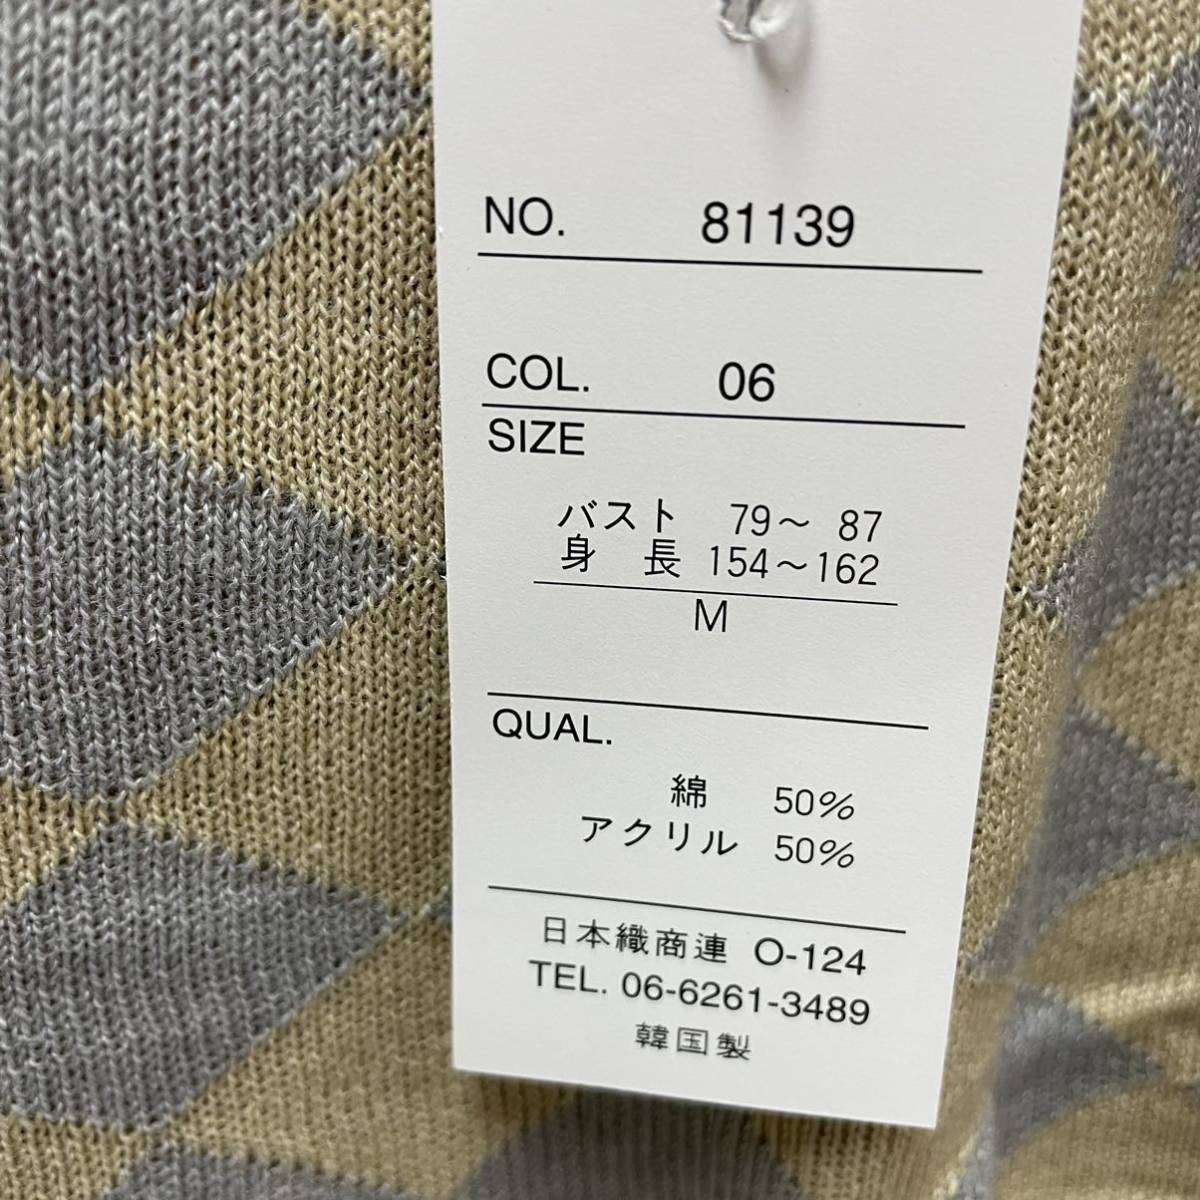 NO. 81139
COL. 06
SIZE
バスト 79～ 87
身 長 154～162
M
QUAL.
綿 50%
アクリル 50%
日本織商連 O-124
TEL. 06-6261-3489
韓国製